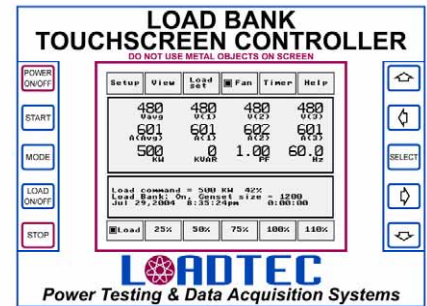 LOAD BANK
TOUCHSCREEN CONTROLLER
DO NOT USE METAL OBJECTS ON SCREEN
POWER ON/OFF
START
MODE
LOAD ON/OFF
STOP
Setup View Load set Fan Timer Help
480 480 480 480
Vavg V(1) V(2) V(3)
601 601 602 601
A(Avg) A(1) A(2) A(3)
500 0 1.00 60.0
KW KVAR PF Hz
Load command = 500 KW 42%
Load Bank: On, Genset size = 1200
Jul 29,2004 8:35:24pm 0:00:00
Load 25% 50% 75% 100% 110%
SELECT
LOADTEC
Power Testing & Data Acquisition Systems